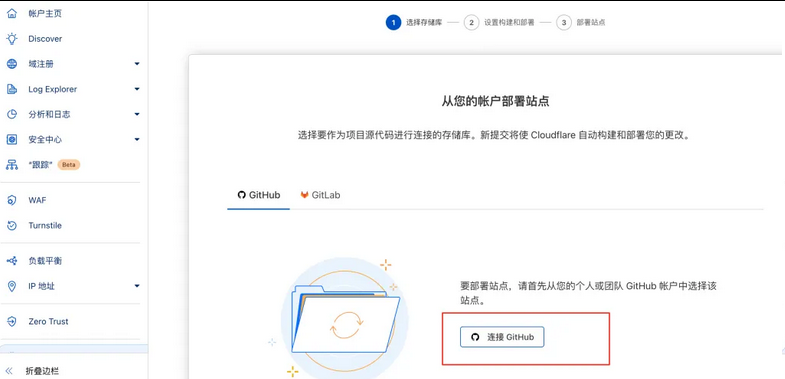 帐户主页
Discover
域注册
Log Explorer
分析和日志
安全中心
“跟踪” Beta
WAF
Turnstile
负载平衡
IP 地址
Zero Trust
折叠边栏
1 选择存储库
2 设置构建和部署
3 部署站点
从您的帐户部署站点
选择要作为项目源代码进行连接的存储库。新提交将使 Cloudflare 自动构建和部署您的更改。
GitHub
GitLab
要部署站点，请首先从您的个人或团队 GitHub 帐户中选择该
站点。
连接 GitHub